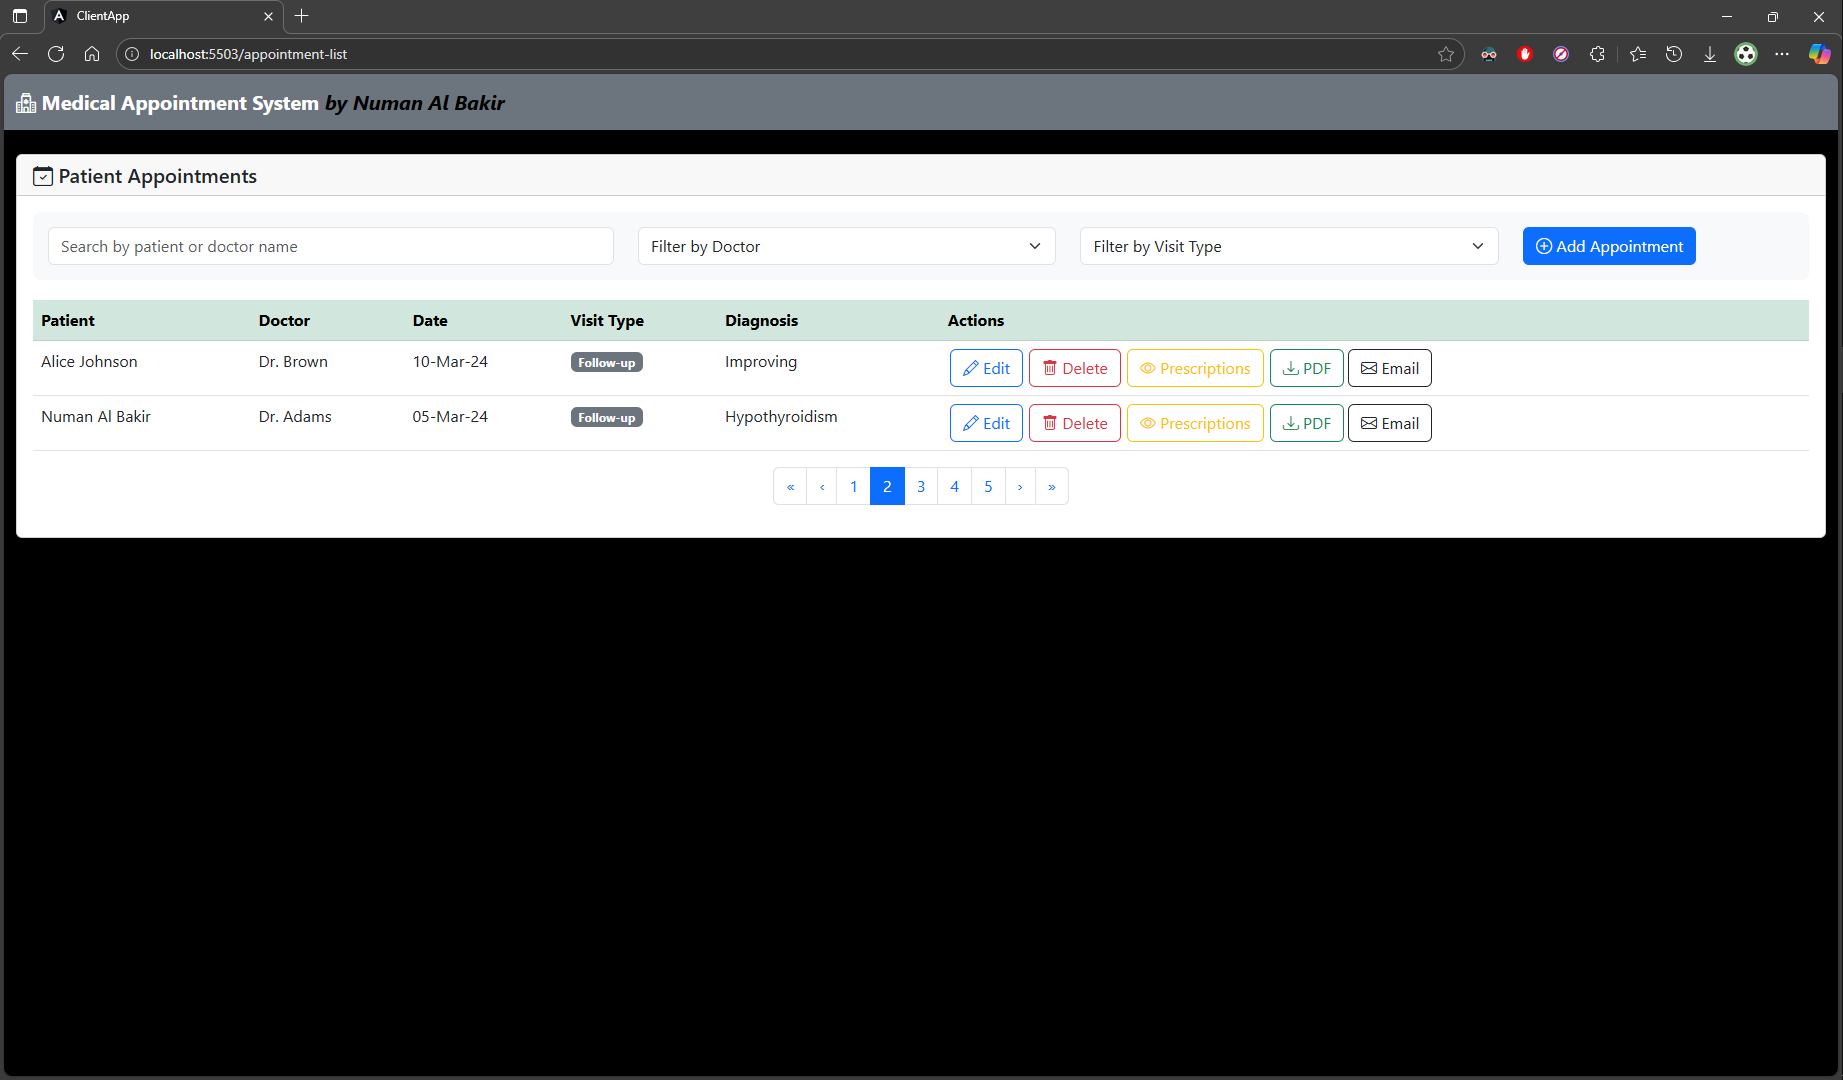 ClientApp
localhost:5503/appointment-list
Medical Appointment System by Numan Al Bakir
Patient Appointments
Search by patient or doctor name Filter by Doctor Filter by Visit Type Add Appointment
Patient Doctor Date Visit Type Diagnosis Actions
Alice Johnson Dr. Brown 10-Mar-24 Follow-up Improving Edit Delete Prescriptions PDF Email
Numan Al Bakir Dr. Adams 05-Mar-24 Follow-up Hypothyroidism Edit Delete Prescriptions PDF Email
« ‹ 1 2 3 4 5 › »